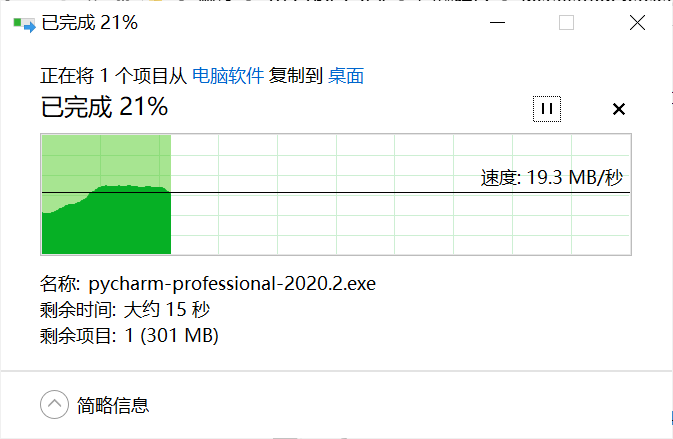 已完成 21%
正在将 1 个项目从 电脑软件 复制到 桌面
已完成 21%
速度: 19.3 MB/秒
名称: pycharm-professional-2020.2.exe
剩余时间: 大约 15 秒
剩余项目: 1 (301 MB)
简略信息